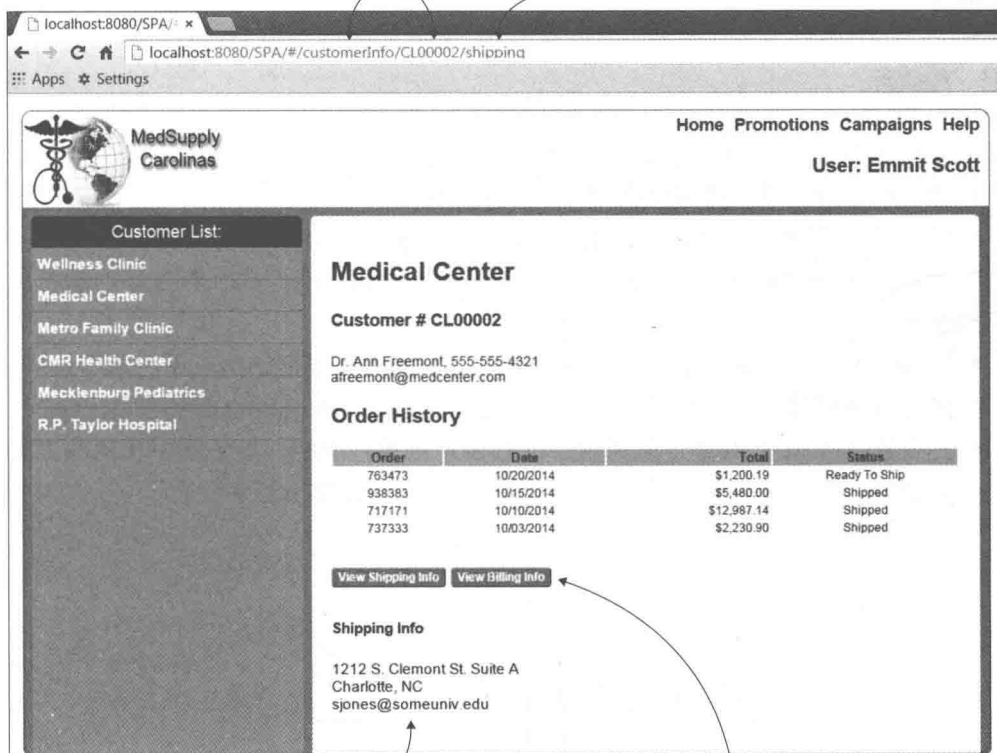 localhost:8080/SPA/
localhost:8080/SPA/#/customerInfo/CL00002/shipping
Apps Settings
MedSupply
Carolinas
Home Promotions Campaigns Help
User: Emmit Scott
Customer List:
Wellness Clinic
Medical Center
Metro Family Clinic
CMR Health Center
Mecklenburg Pediatrics
R.P. Taylor Hospital
Medical Center
Customer # CL00002
Dr. Ann Freemont, 555-555-4321
afreemont@medcenter.com
Order History
Order Date Total Status
763473 10/20/2014 $1,200.19 Ready To Ship
938383 10/15/2014 $5,480.00 Shipped
717171 10/10/2014 $12,987.14 Shipped
737333 10/03/2014 $2,230.90 Shipped
View Shipping Info View Billing Info
Shipping Info
1212 S. Clemont St. Suite A
Charlotte, NC
sjones@someuniv.edu